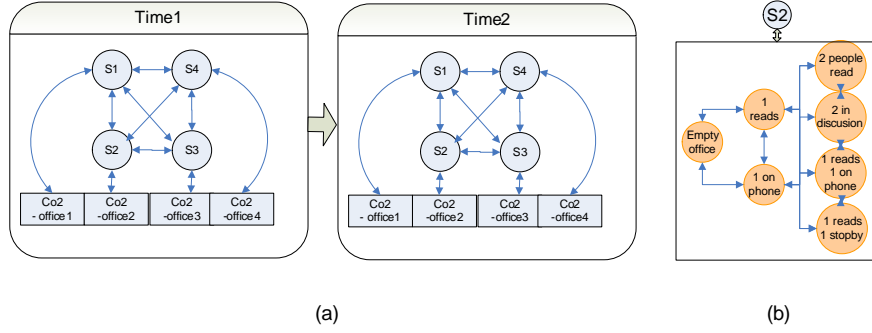 Time1
S1
S4
S2
S3
Co2
- office1
Co2
-office2
Co2
-office3
Co2
-office4
Time2
S1
S4
S2
S3
Co2
- office1
Co2
-office2
Co2
-office3
Co2
-office4
(a)
S2
Empty
office
1
reads
1 on
phone
2 people
read
2 in
discusion
1 reads
1 on
phone
1 reads
1 stopby
(b)